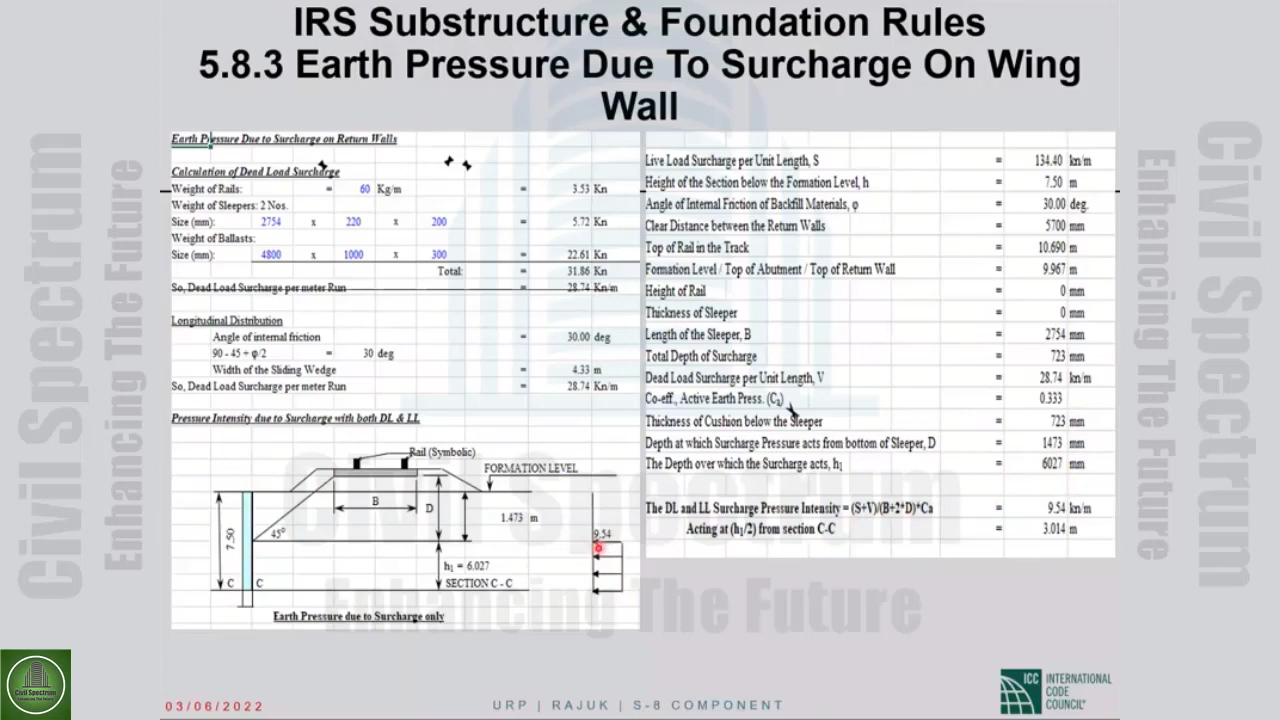 IRS Substructure & Foundation Rules
5.8.3 Earth Pressure Due To Surcharge On Wing
Wall
Earth Pressure Due to Surcharge on Return Walls
Calculation of Dead Load Surcharge
Weight of Rails: = 60 Kg/m = 3.53 Kn
Weight of Sleepers: 2 Nos.
Size (mm): 2754 x 220 x 200 = 5.72 Kn
Weight of Ballasts:
Size (mm): 4800 x 1000 x 300 = 22.61 Kn
Total: = 31.86 Kn
So, Dead Load Surcharge per meter Run = 28.74 Kn/m
Longitudinal Distribution
Angle of internal friction = 30.00 deg
90 - 45 + φ/2 = 30 deg
Width of the Sliding Wedge = 4.33 m
So, Dead Load Surcharge per meter Run = 28.74 Kn/m
Pressure Intensity due to Surcharge with both DL & LL
Rail (Symbolic)
FORMATION LEVEL
B
D
1.473 m
45°
7.50
9.54
h₁ = 6.027
C C
SECTION C - C
Earth Pressure due to Surcharge only
Live Load Surcharge per Unit Length, S = 134.40 kn/m
Height of the Section below the Formation Level, h = 7.50 m
Angle of Internal Friction of Backfill Materials, φ = 30.00 deg.
Clear Distance between the Return Walls = 5700 mm
Top of Rail in the Track = 10.690 m
Formation Level / Top of Abutment / Top of Return Wall = 9.967 m
Height of Rail = 0 mm
Thickness of Sleeper = 0 mm
Length of the Sleeper, B = 2754 mm
Total Depth of Surcharge = 723 mm
Dead Load Surcharge per Unit Length, V = 28.74 kn/m
Co-eff., Active Earth Press. (Cₐ) = 0.333
Thickness of Cushion below the Sleeper = 723 mm
Depth at which Surcharge Pressure acts from bottom of Sleeper, D = 1473 mm
The Depth over which the Surcharge acts, h₁ = 6027 mm
The DL and LL Surcharge Pressure Intensity = (S+V)/(B+2*D)*Ca = 9.54 kn/m
Acting at (h₁/2) from section C-C = 3.014 m
Civil Spectrum
Enhancing The Future
Civil Spectrum
Enhancing The Future
Civil Spectrum
Enhancing The Future
Civil Spectrum
Enhancing The Future
03/06/2022
URP | RAJUK | S-8 COMPONENT
ICC INTERNATIONAL
CODE
COUNCIL®